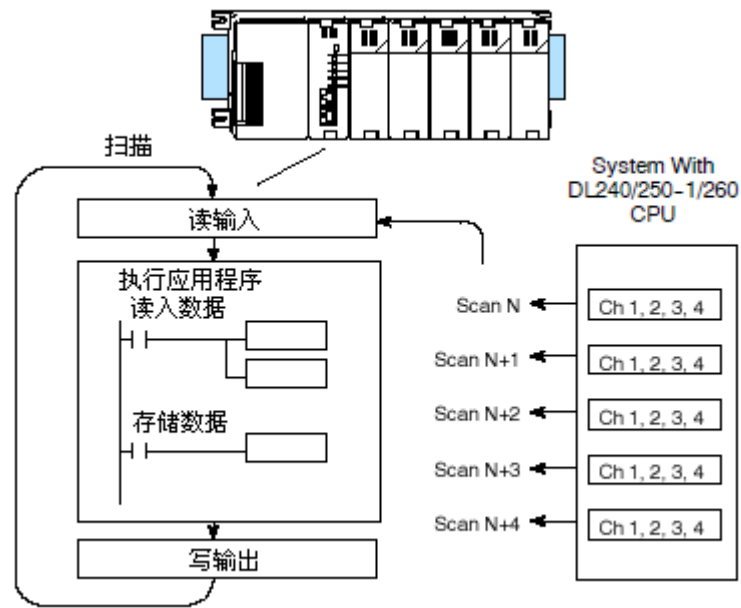 扫描
读输入
执行应用程序
读入数据
存储数据
写输出
System With
DL240/250-1/260
CPU
Scan N
Ch 1, 2, 3, 4
Scan N+1
Ch 1, 2, 3, 4
Scan N+2
Ch 1, 2, 3, 4
Scan N+3
Ch 1, 2, 3, 4
Scan N+4
Ch 1, 2, 3, 4